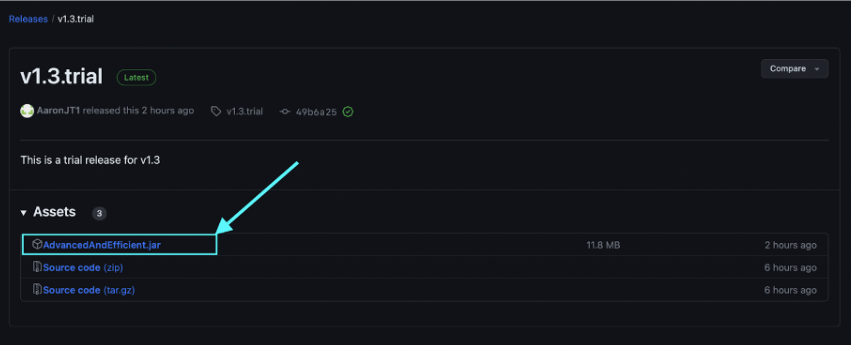 Releases / v1.3.trial
v1.3.trial Latest Compare
AaronJT1 released this 2 hours ago v1.3.trial 49b6a25
This is a trial release for v1.3
Assets 3
AdvancedAndEfficient.jar 11.8 MB 2 hours ago
Source code (zip) 6 hours ago
Source code (tar.gz) 6 hours ago